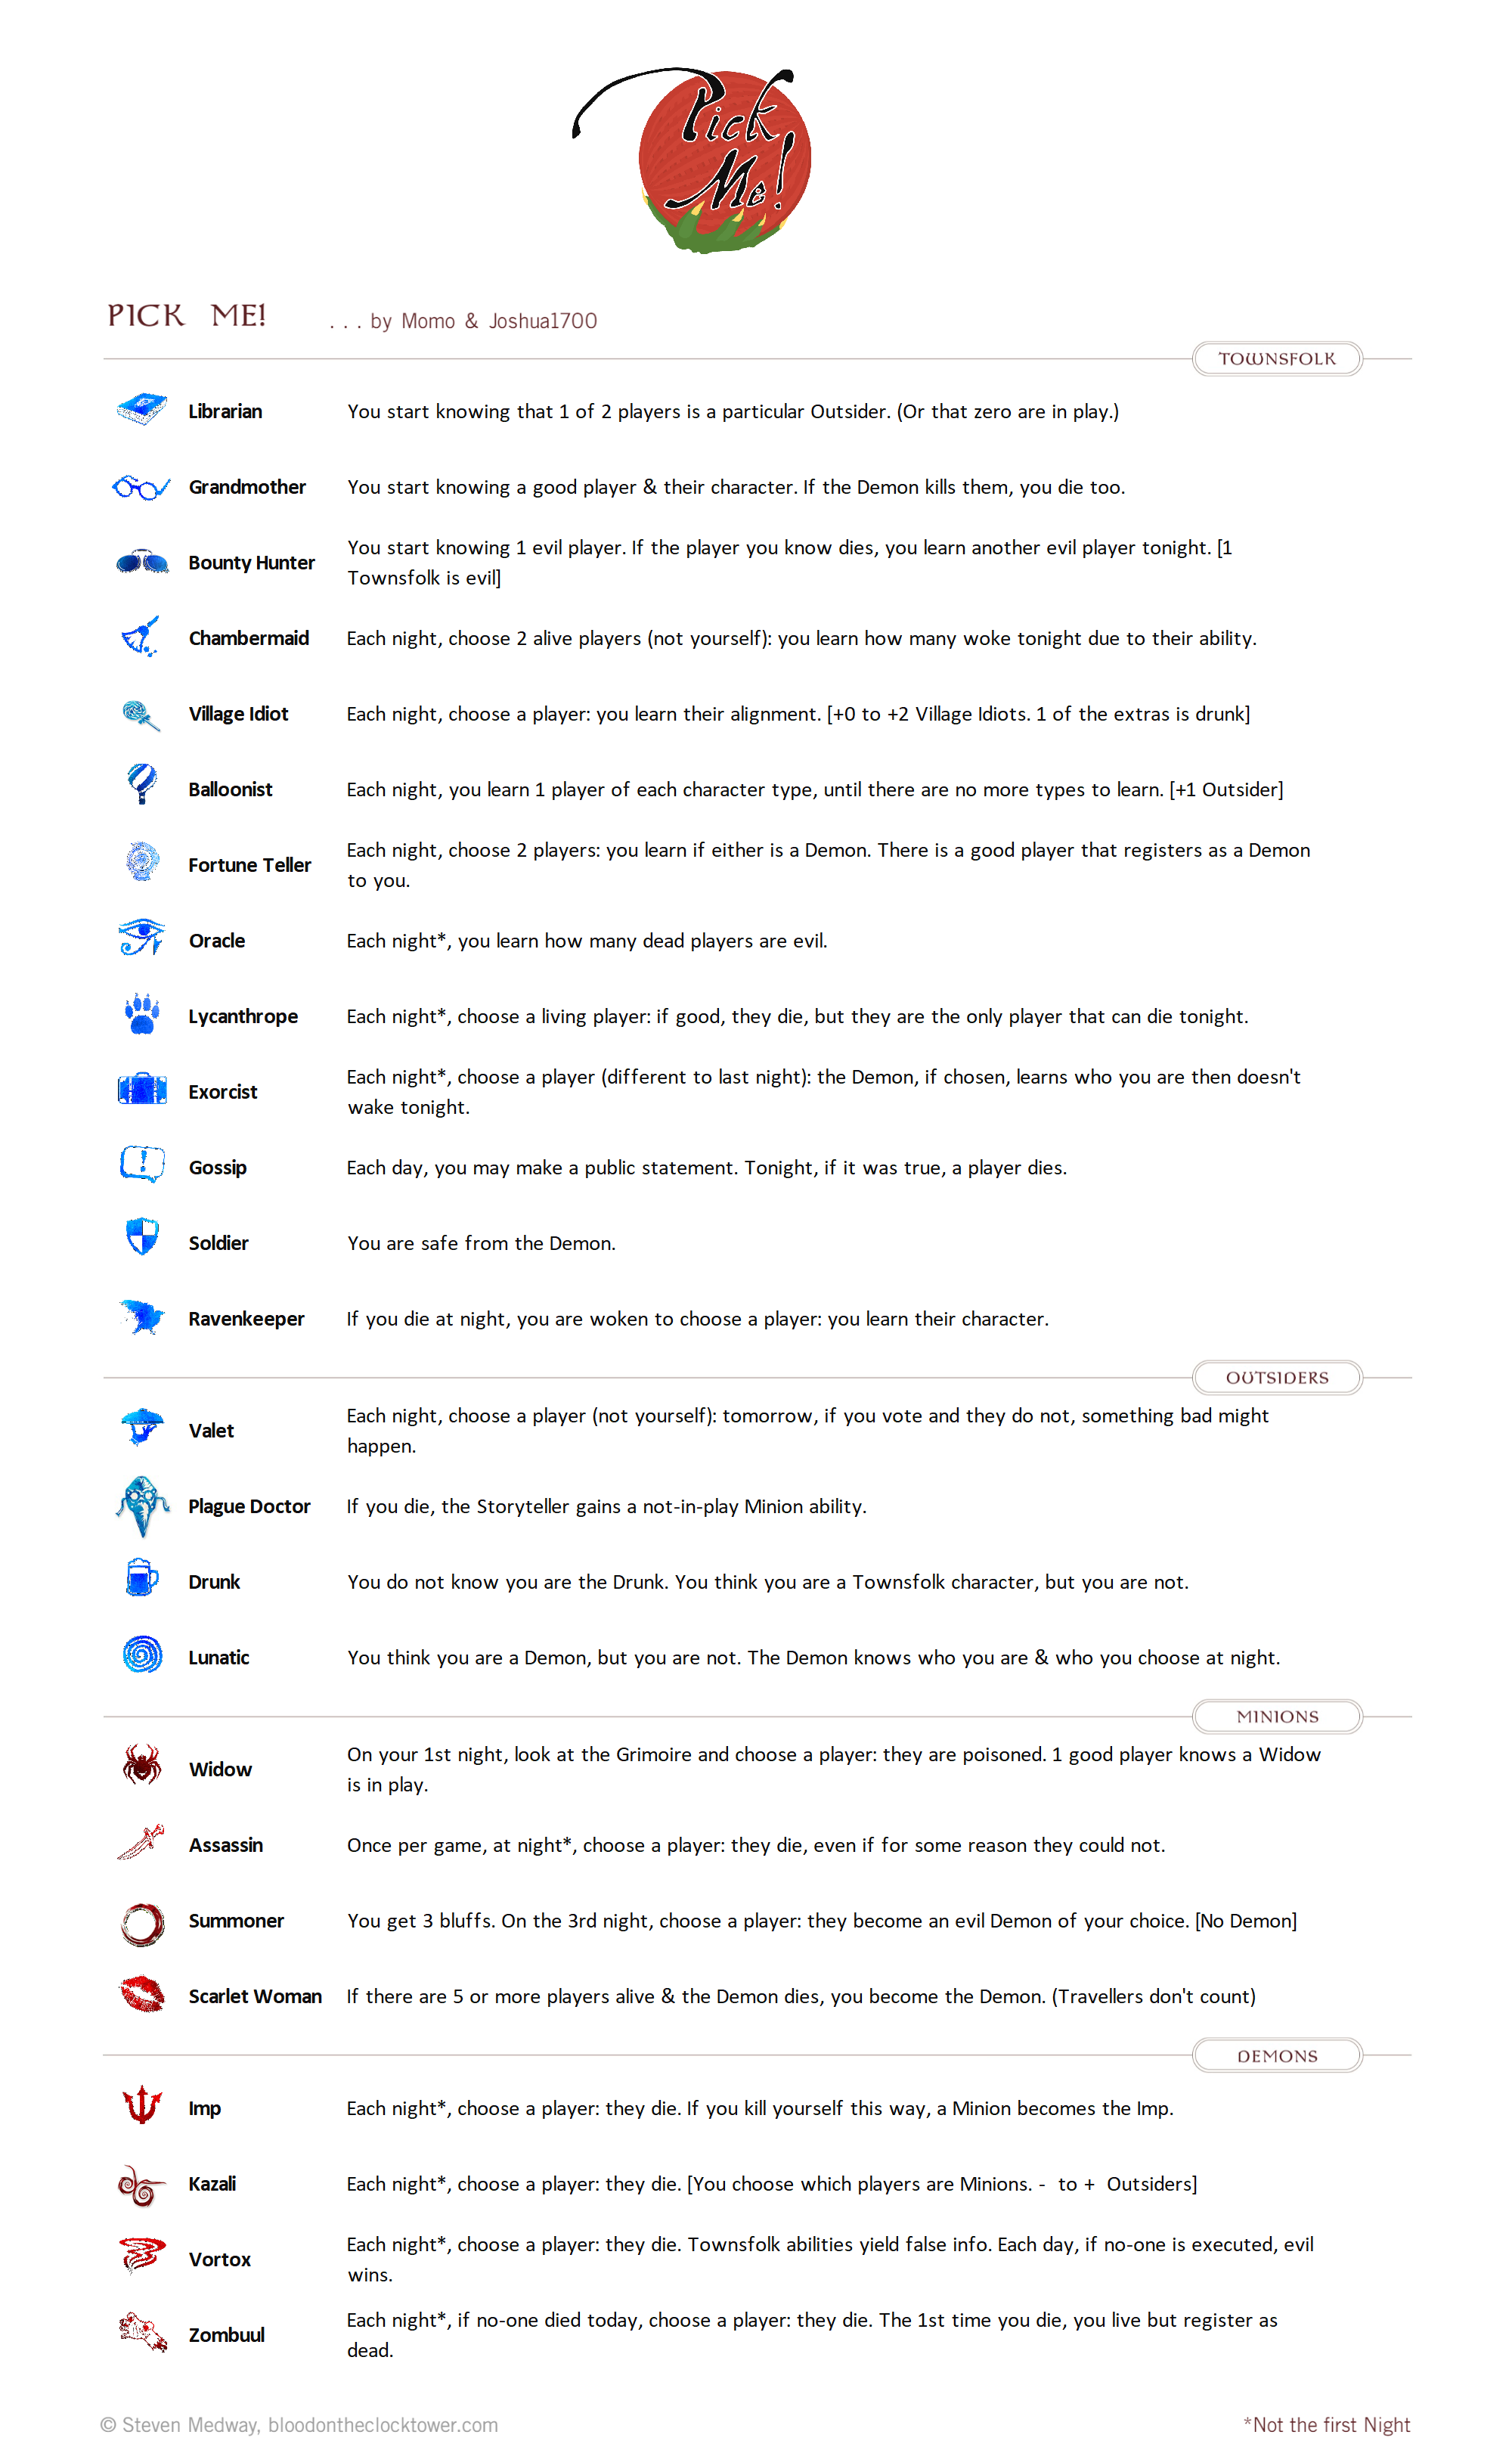 Pick
Me!
PICK ME!
. . . by Momo & Joshua1700
TOWNSFOLK
Librarian
You start knowing that 1 of 2 players is a particular Outsider. (Or that zero are in play.)
Grandmother
You start knowing a good player & their character. If the Demon kills them, you die too.
Bounty Hunter
You start knowing 1 evil player. If the player you know dies, you learn another evil player tonight. [1
Townsfolk is evil]
Chambermaid
Each night, choose 2 alive players (not yourself): you learn how many woke tonight due to their ability.
Village Idiot
Each night, choose a player: you learn their alignment. [+0 to +2 Village Idiots. 1 of the extras is drunk]
Balloonist
Each night, you learn 1 player of each character type, until there are no more types to learn. [+1 Outsider]
Fortune Teller
Each night, choose 2 players: you learn if either is a Demon. There is a good player that registers as a Demon
to you.
Oracle
Each night*, you learn how many dead players are evil.
Lycanthrope
Each night*, choose a living player: if good, they die, but they are the only player that can die tonight.
Exorcist
Each night*, choose a player (different to last night): the Demon, if chosen, learns who you are then doesn't
wake tonight.
Gossip
Each day, you may make a public statement. Tonight, if it was true, a player dies.
Soldier
You are safe from the Demon.
Ravenkeeper
If you die at night, you are woken to choose a player: you learn their character.
OUTSIDERS
Valet
Each night, choose a player (not yourself): tomorrow, if you vote and they do not, something bad might
happen.
Plague Doctor
If you die, the Storyteller gains a not-in-play Minion ability.
Drunk
You do not know you are the Drunk. You think you are a Townsfolk character, but you are not.
Lunatic
You think you are a Demon, but you are not. The Demon knows who you are & who you choose at night.
MINIONS
Widow
On your 1st night, look at the Grimoire and choose a player: they are poisoned. 1 good player knows a Widow
is in play.
Assassin
Once per game, at night*, choose a player: they die, even if for some reason they could not.
Summoner
You get 3 bluffs. On the 3rd night, choose a player: they become an evil Demon of your choice. [No Demon]
Scarlet Woman
If there are 5 or more players alive & the Demon dies, you become the Demon. (Travellers don't count)
DEMONS
Imp
Each night*, choose a player: they die. If you kill yourself this way, a Minion becomes the Imp.
Kazali
Each night*, choose a player: they die. [You choose which players are Minions. - to + Outsiders]
Vortox
Each night*, choose a player: they die. Townsfolk abilities yield false info. Each day, if no-one is executed, evil
wins.
Zombuul
Each night*, if no-one died today, choose a player: they die. The 1st time you die, you live but register as
dead.
© Steven Medway, bloodontheclocktower.com
*Not the first Night